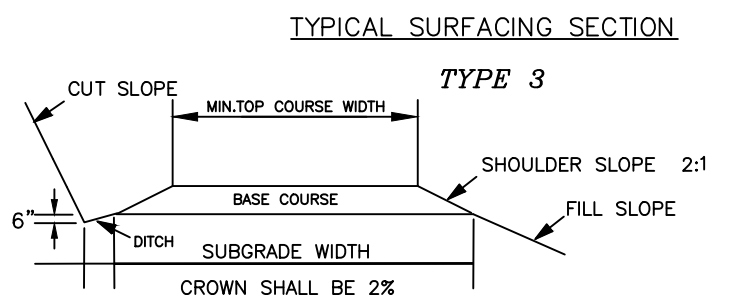 TYPICAL SURFACING SECTION
TYPE 3
CUT SLOPE
MIN.TOP COURSE WIDTH
SHOULDER SLOPE 2:1
BASE COURSE
FILL SLOPE
6"
DITCH
SUBGRADE WIDTH
CROWN SHALL BE 2%